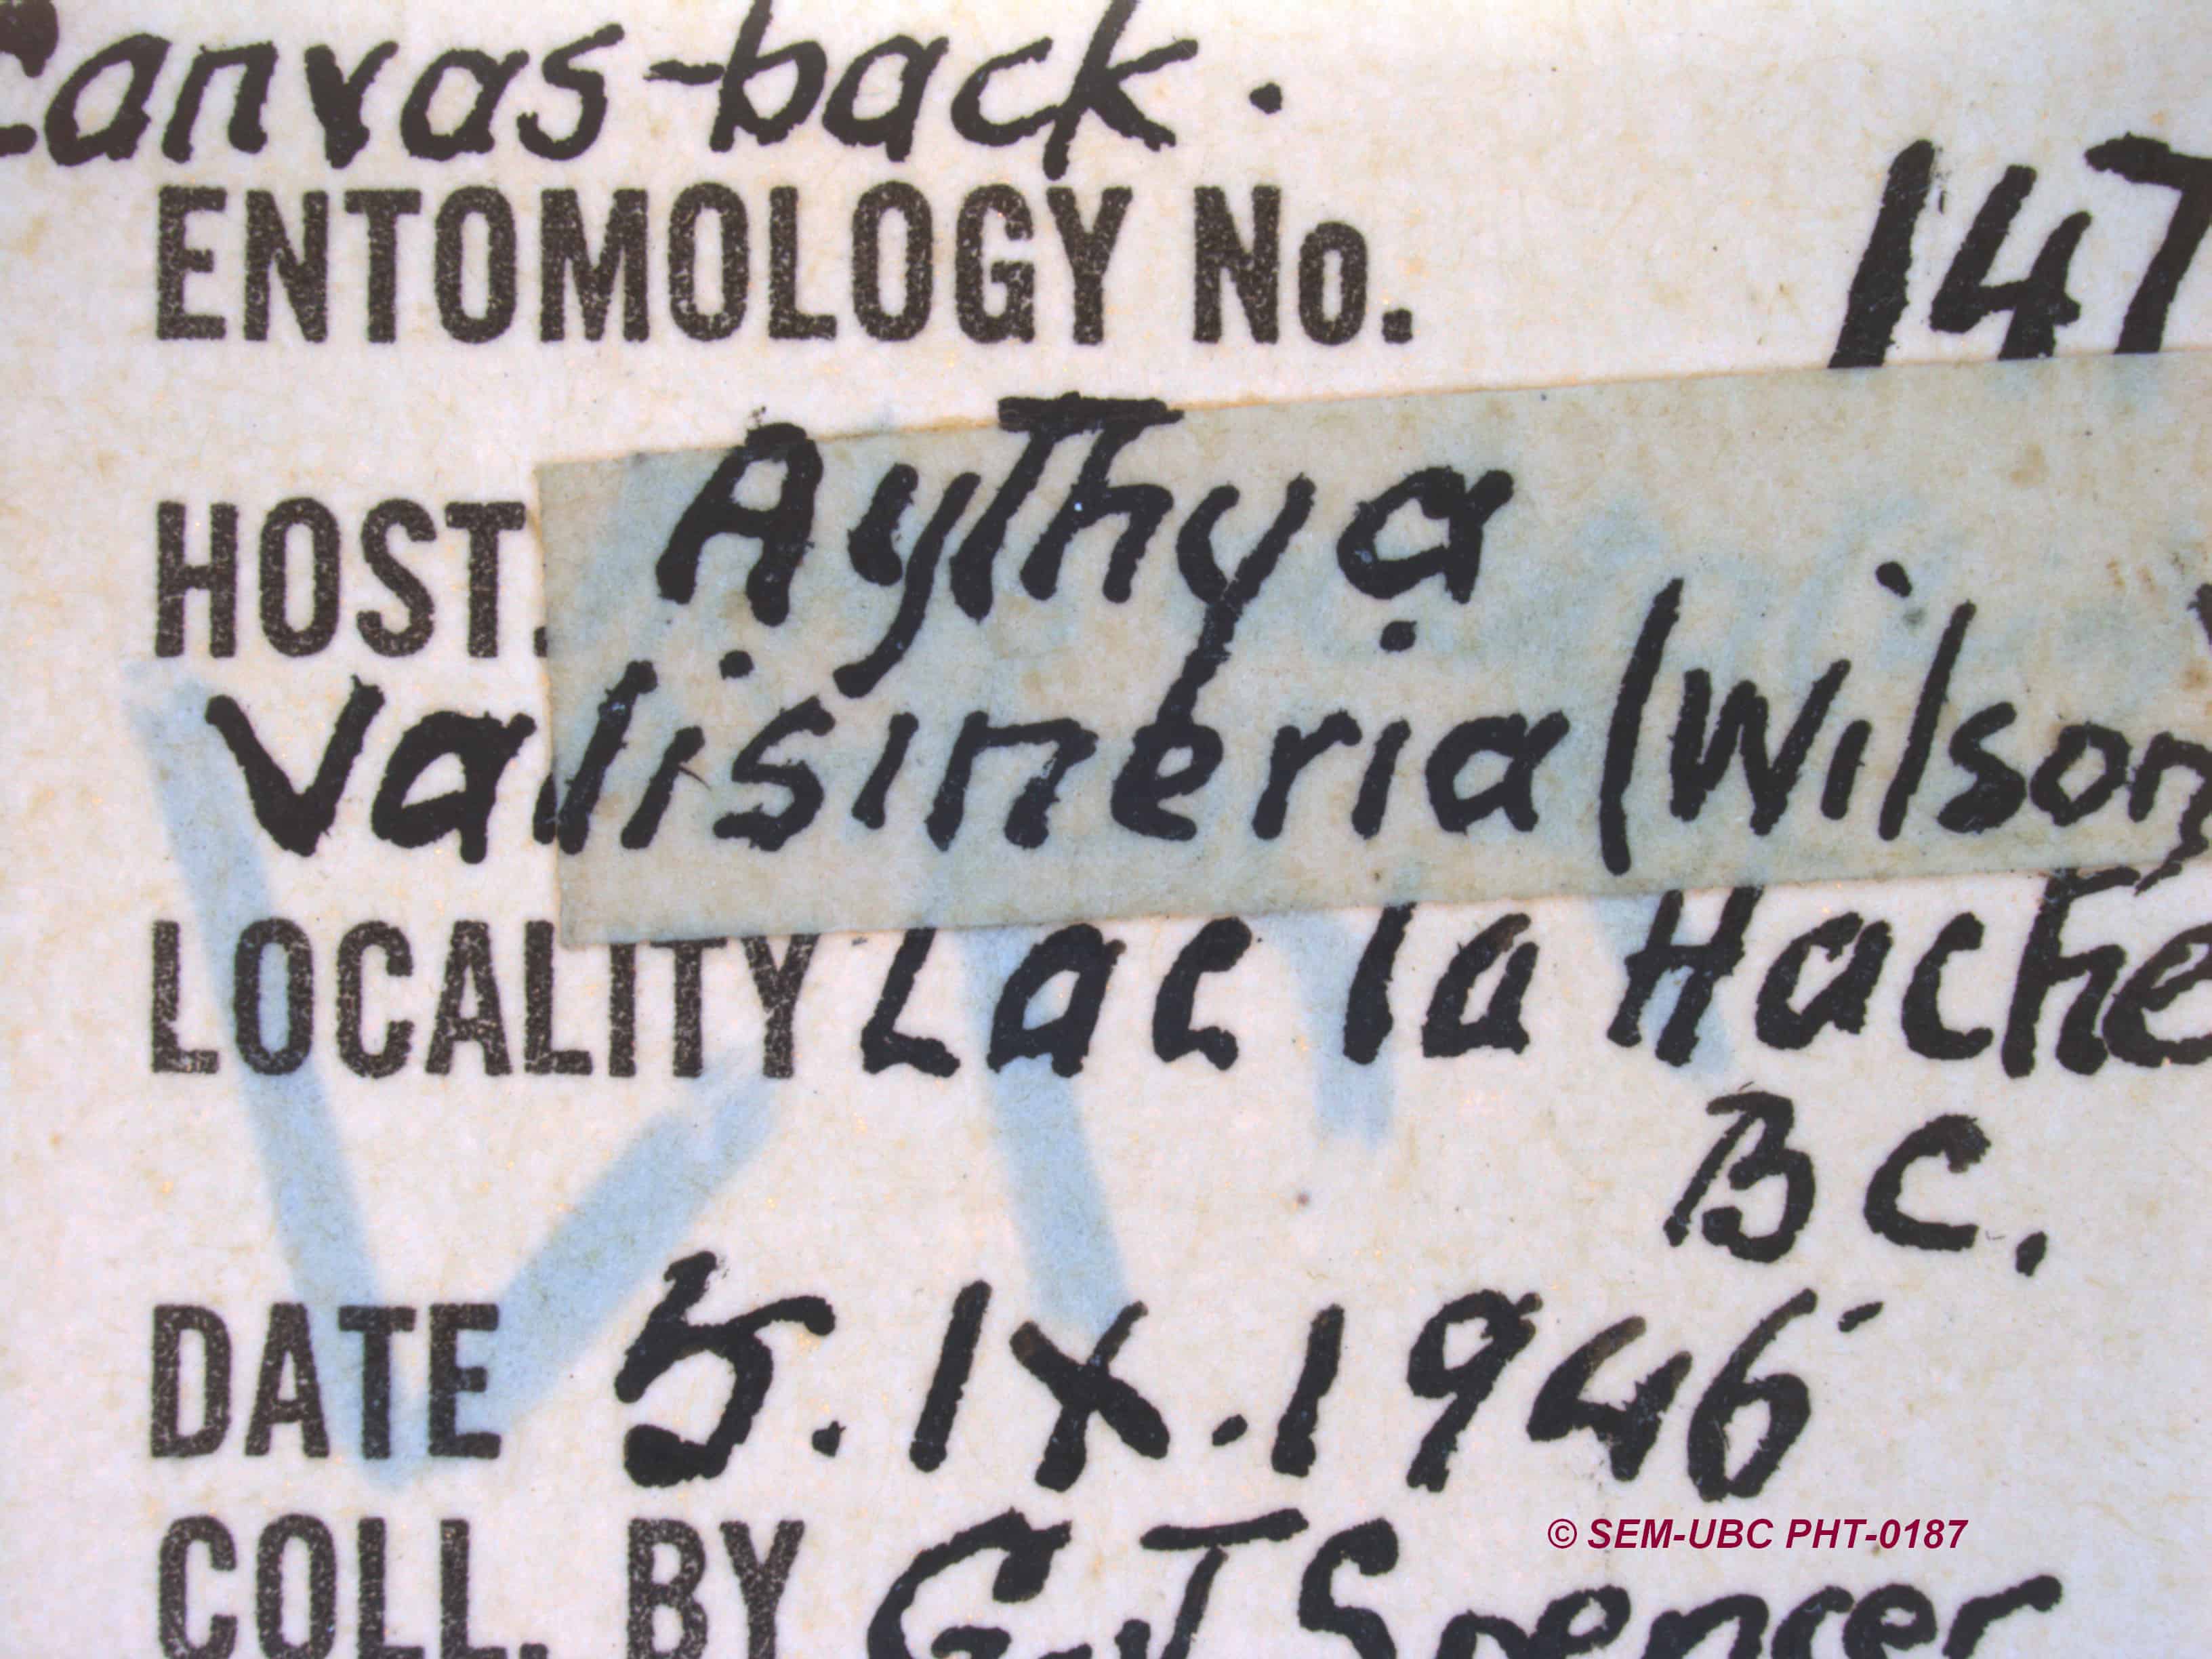 Canvas-back.
ENTOMOLOGY No. 147
HOST. Aythya
valisineria (Wilson
LOCALITY Lac la Hache
BC.
DATE 5.IX.1946
© SEM-UBC PHT-0187
COLL. BY G.J Spencer